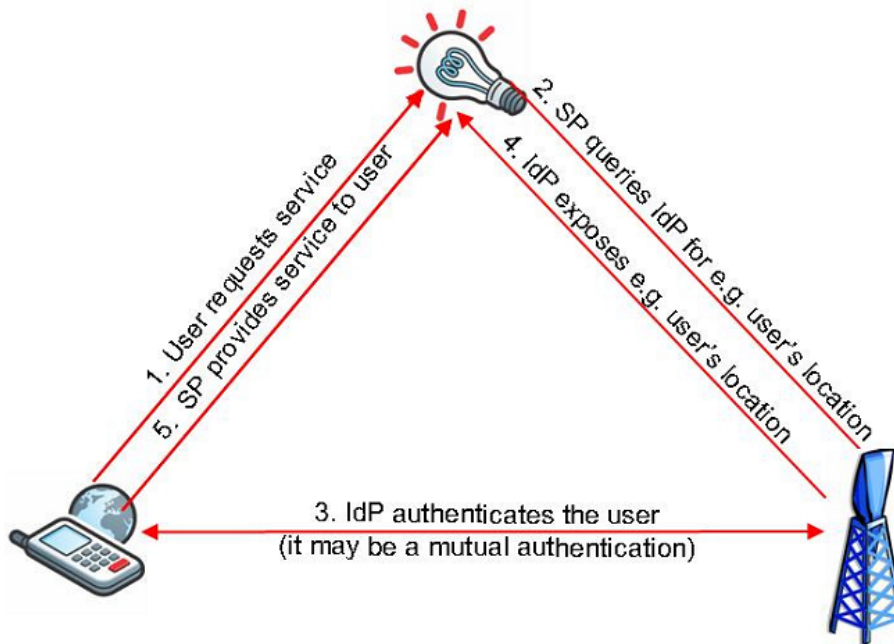 1. User requests service
5. SP provides service to user
2. SP queries IdP for e.g. user's location
4. IdP exposes e.g. user's location
3. IdP authenticates the user
(it may be a mutual authentication)